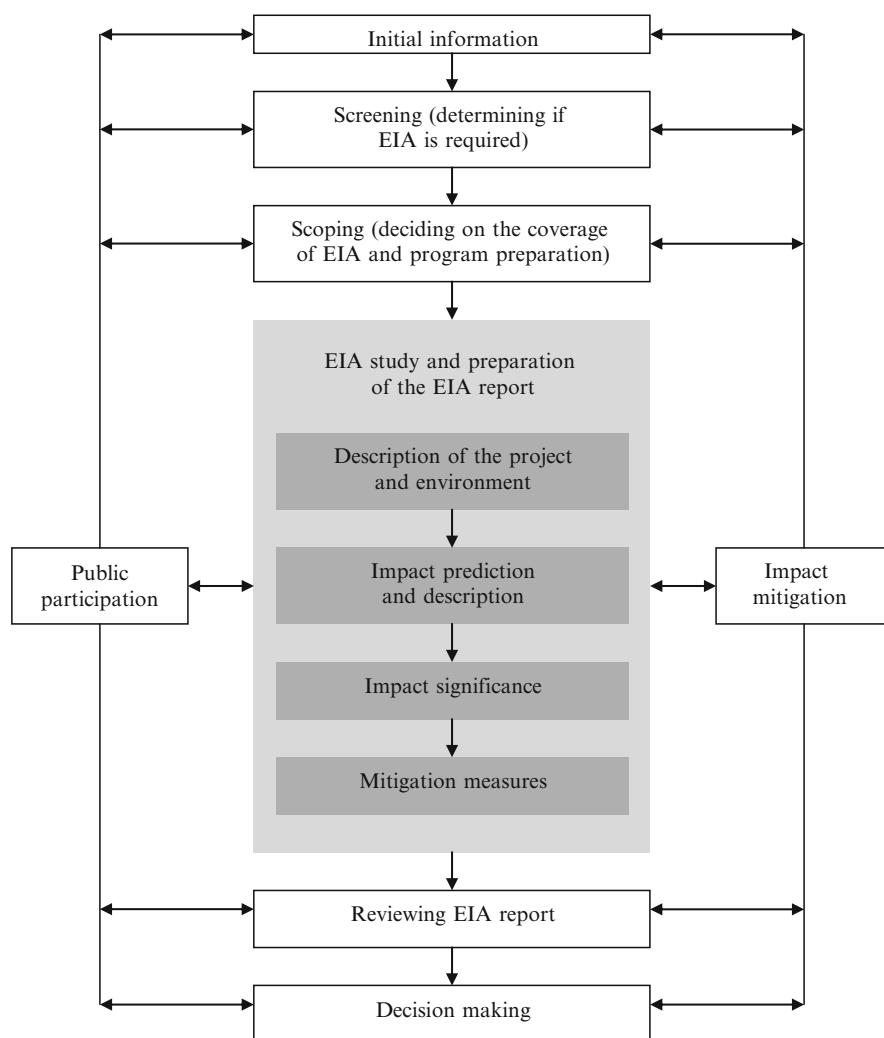 Initial information
Screening (determining if
EIA is required)
Scoping (deciding on the coverage
of EIA and program preparation)
EIA study and preparation
of the EIA report
Description of the project
and environment
Public
participation
Impact prediction
and description
Impact
mitigation
Impact significance
Mitigation measures
Reviewing EIA report
Decision making